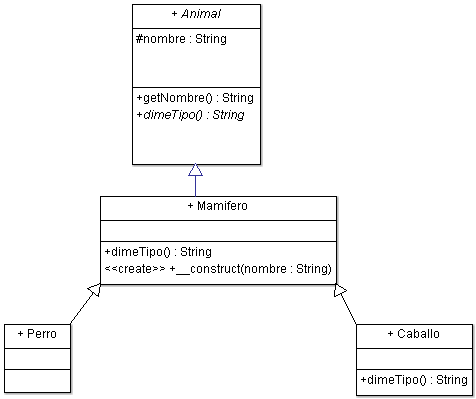 + Animal
#nombre : String
+getNombre() : String
+dimeTipo() : String
+ Mamifero
+dimeTipo() : String
<<create>> +__construct(nombre : String)
+ Perro
+ Caballo
+dimeTipo() : String